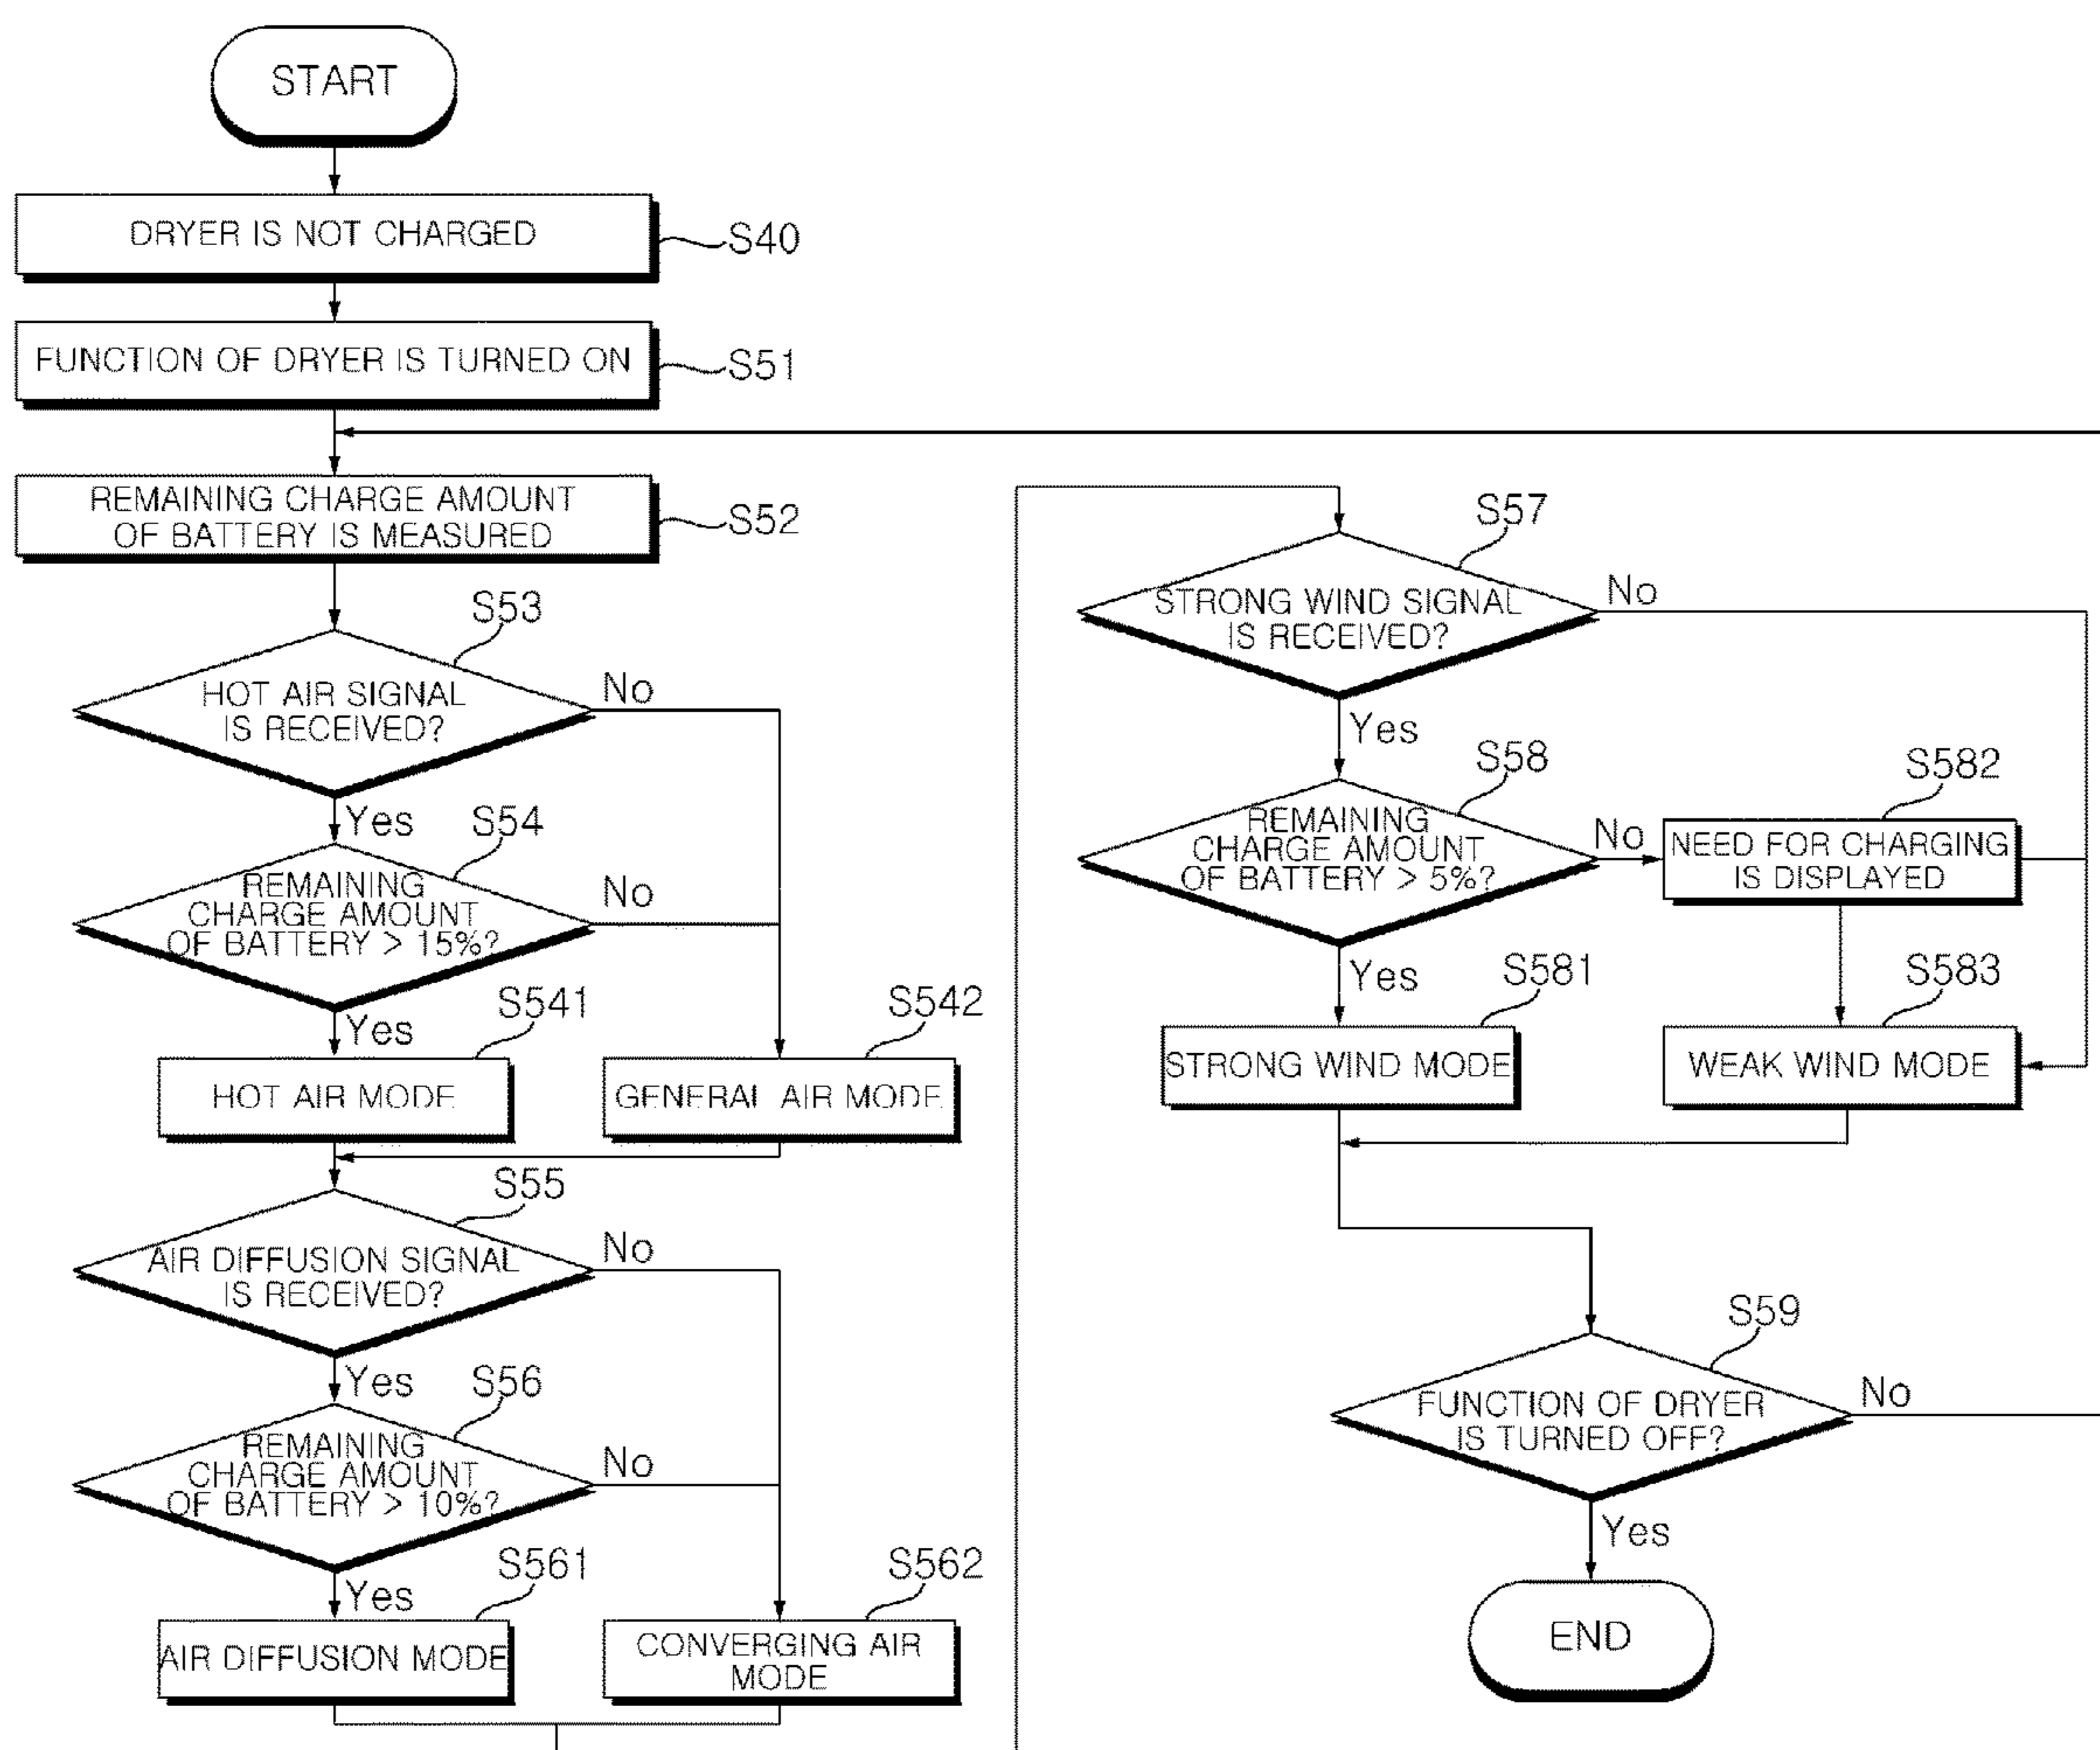 START
DRYER IS NOT CHARGED
S40
FUNCTION OF DRYER IS TURNED ON
S51
REMAINING CHARGE AMOUNT
OF BATTERY IS MEASURED
S52
S53
HOT AIR SIGNAL
IS RECEIVED?
No
Yes
S54
REMAINING
CHARGE AMOUNT
OF BATTERY > 15%?
No
Yes
S541
HOT AIR MODE
S542
GENERAL AIR MODE
S55
AIR DIFFUSION SIGNAL
IS RECEIVED?
No
Yes
S56
REMAINING
CHARGE AMOUNT
OF BATTERY > 10%?
No
Yes
S561
AIR DIFFUSION MODE
S562
CONVERGING AIR
MODE
S57
STRONG WIND SIGNAL
IS RECEIVED?
No
Yes
S58
REMAINING
CHARGE AMOUNT
OF BATTERY > 5%?
No
S582
NEED FOR CHARGING
IS DISPLAYED
Yes
S581
STRONG WIND MODE
S583
WEAK WIND MODE
S59
FUNCTION OF DRYER
IS TURNED OFF?
No
Yes
END